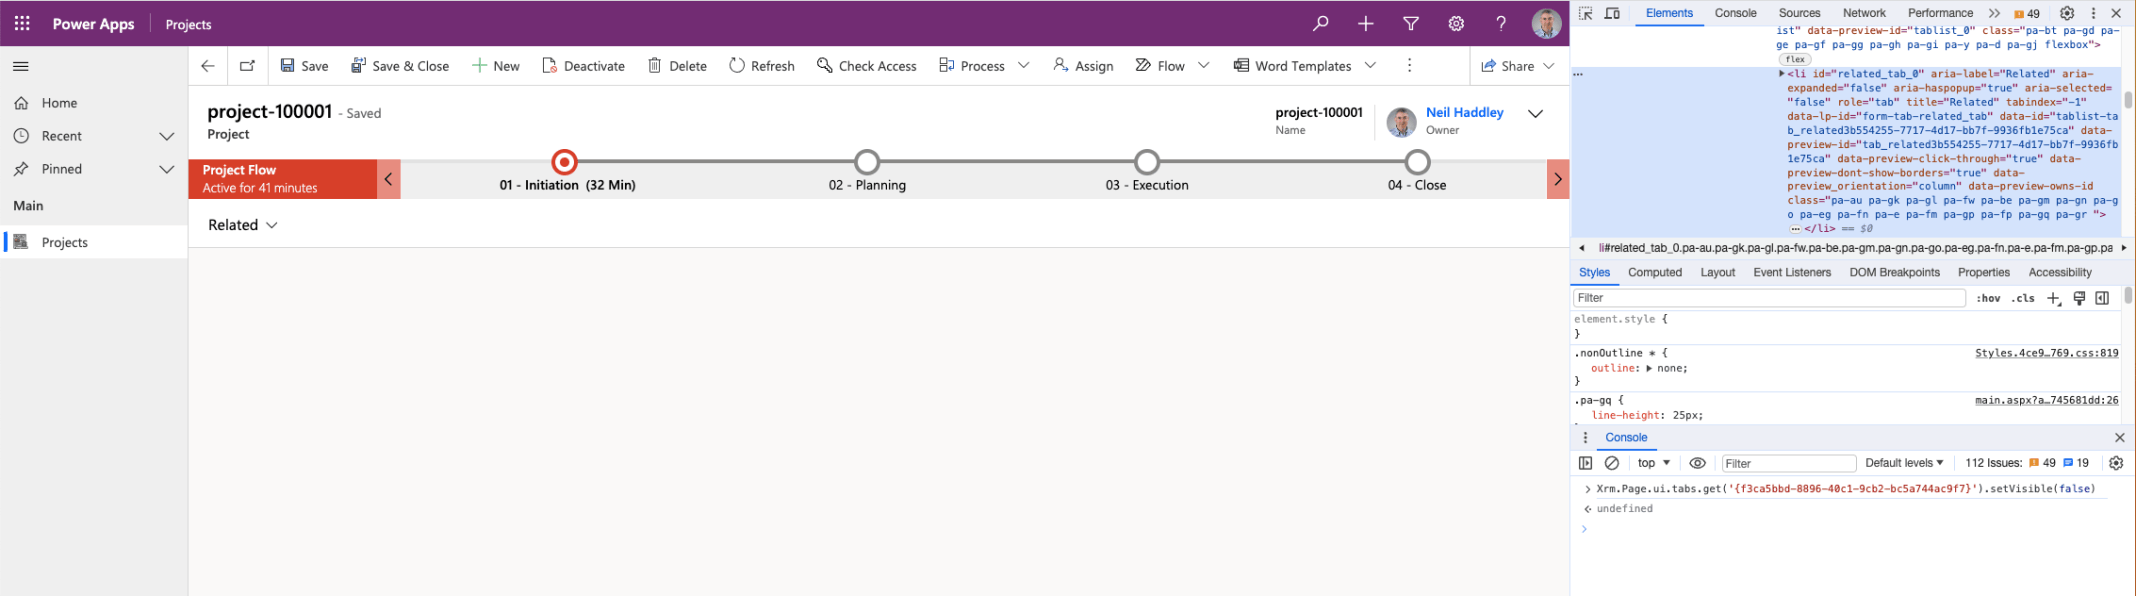 Power Apps
Projects
Home
Recent
Pinned
Main
Projects
Save
Save & Close
New
Deactivate
Delete
Refresh
Check Access
Process
Assign
Flow
Word Templates
Share
project-100001 - Saved
Project
project-100001
Name
Neil Haddley
Owner
Project Flow
Active for 41 minutes
01 - Initiation (32 Min)
02 - Planning
03 - Execution
04 - Close
Related
Elements
Console
Sources
Network
Performance
49
ist" data-preview-id="tablist_0" class="pa-bt pa-gd pa-
ge pa-gf pa-gg pa-gh pa-gi pa-y pa-d pa-gj flexbox">
flex
<li id="related_tab_0" aria-label="Related" aria-
expanded="false" aria-haspopup="true" aria-selected=
"false" role="tab" title="Related" tabindex="-1"
data-lp-id="form-tab-related_tab" data-id="tablist-ta
b_related3b554255-7717-4d17-bb7f-9936fb1e75ca" data-
preview-id="tab_related3b554255-7717-4d17-bb7f-9936fb
1e75ca" data-preview-click-through="true" data-
preview-dont-show-borders="true" data-
preview_orientation="column" data-preview-owns-id
class="pa-au pa-gk pa-gl pa-fw pa-be pa-gm pa-gn pa-g
o pa-eg pa-fn pa-e pa-fm pa-gp pa-fp pa-gq pa-gr ">
</li> == $0
li#related_tab_0.pa-au.pa-gk.pa-gl.pa-fw.pa-be.pa-gm.pa-gn.pa-go.pa-eg.pa-fn.pa-e.pa-fm.pa-gp.pa
Styles
Computed
Layout
Event Listeners
DOM Breakpoints
Properties
Accessibility
Filter
:hov
.cls
element.style {
}
.nonOutline * {
Styles.4ce9…769.css:819
outline: none;
}
.pa-gq {
main.aspx?a…745681dd:26
line-height: 25px;
Console
top
Filter
Default levels
112 Issues: 49 19
Xrm.Page.ui.tabs.get('{f3ca5bbd-8896-40c1-9cb2-bc5a744ac9f7}').setVisible(false)
undefined